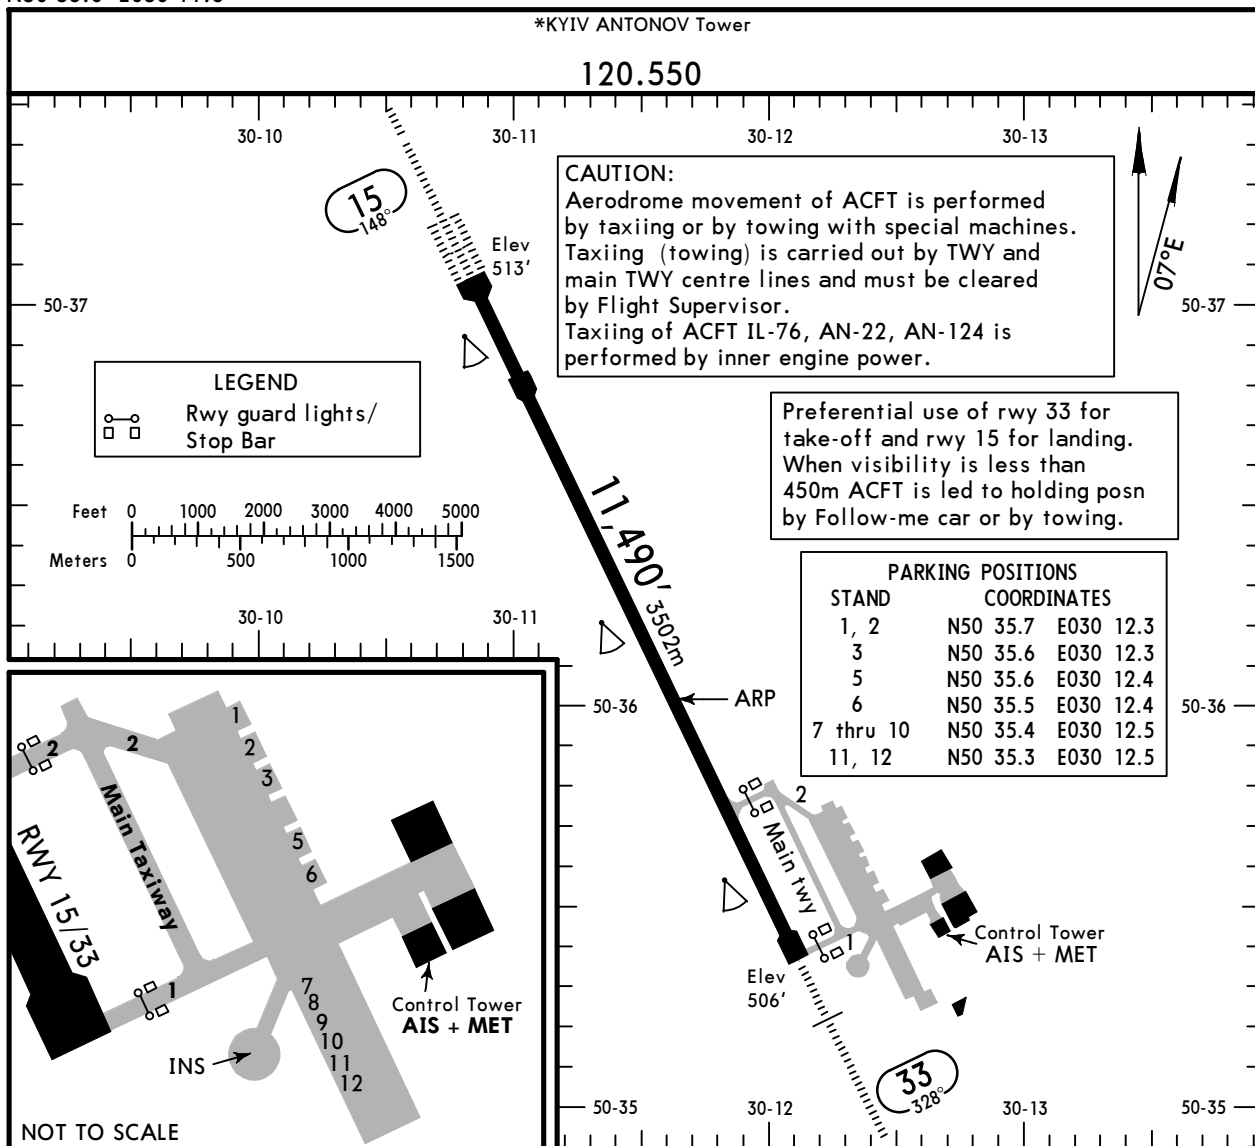 *KYIV ANTONOV Tower
120.550
30-10
30-11
30-12
30-13
15
148°
Elev
513'
CAUTION:
Aerodrome movement of ACFT is performed
by taxiing or by towing with special machines.
Taxiing (towing) is carried out by TWY and
main TWY centre lines and must be cleared
by Flight Supervisor.
Taxiing of ACFT IL-76, AN-22, AN-124 is
performed by inner engine power.
07°E
50-37
50-37
LEGEND
Rwy guard lights/
Stop Bar
Preferential use of rwy 33 for
take-off and rwy 15 for landing.
When visibility is less than
450m ACFT is led to holding posn
by Follow-me car or by towing.
Feet 0 1000 2000 3000 4000 5000
Meters 0 500 1000 1500
11,490' 3502m
PARKING POSITIONS
STAND COORDINATES
1, 2 N50 35.7 E030 12.3
3 N50 35.6 E030 12.3
5 N50 35.6 E030 12.4
6 N50 35.5 E030 12.4
7 thru 10 N50 35.4 E030 12.5
11, 12 N50 35.3 E030 12.5
30-10
30-11
50-36
ARP
50-36
2
Main twy
1
Control Tower
AIS + MET
Elev
506'
33
328°
50-35
30-12
30-13
50-35
2
2
1
2
3
5
6
Main Taxiway
RWY 15/33
1
7
8
9
10
11
12
Control Tower
AIS + MET
INS
NOT TO SCALE